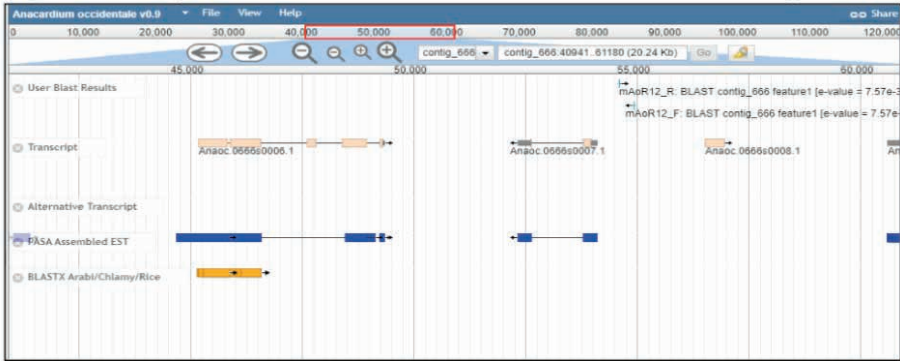 Anacardium occidentale v0.9 File View Help Share
0 10,000 20,000 30,000 40,000 50,000 60,000 70,000 80,000 90,000 100,000 110,000 120,000
contig_666 contig_666:40941..61180 (20.24 Kb) Go
45,000 50,000 55,000 60,000
User Blast Results
mAoR12_R: BLAST contig_666 feature1 [e-value = 7.57e-3
mAoR12_F: BLAST contig_666 feature1 [e-value = 7.57e-
Transcript
Anaoc.0666s0006.1 Anaoc.0666s0007.1 Anaoc.0666s0008.1 An
Alternative Transcript
PASA Assembled EST
BLASTX Arabi/Chlamy/Rice